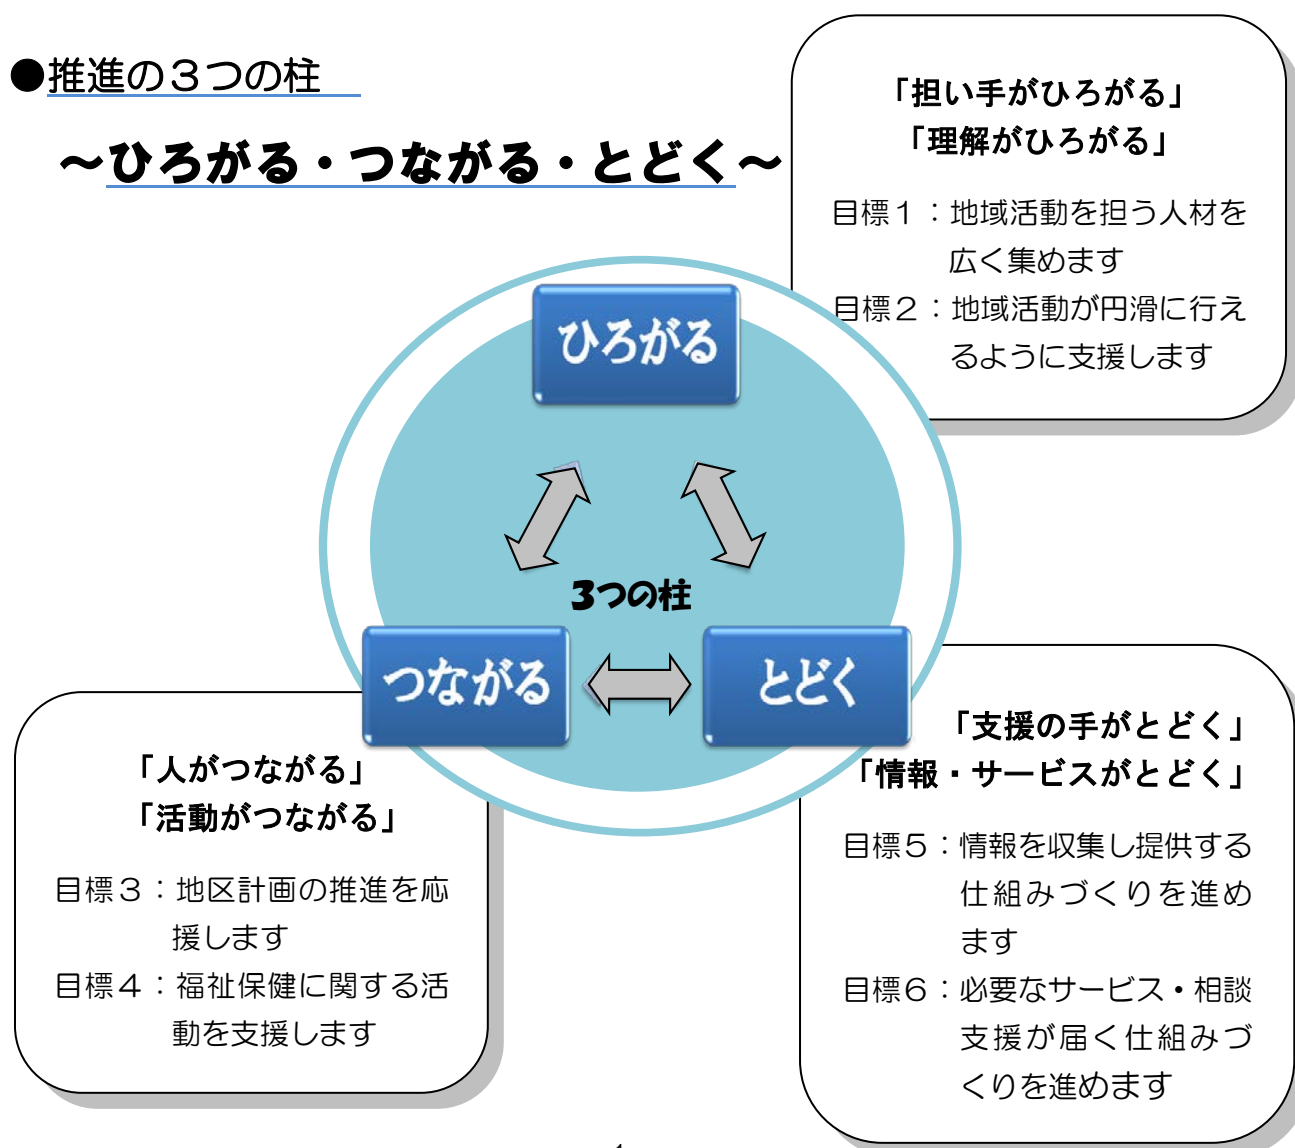 ●推進の３つの柱
～ひろがる・つながる・とどく～
「担い手がひろがる」
「理解がひろがる」
目標１：地域活動を担う人材を
広く集めます
目標２：地域活動が円滑に行え
るように支援します
ひろがる
3つの柱
つながる
とどく
「人がつながる」
「活動がつながる」
目標３：地区計画の推進を応
援します
目標４：福祉保健に関する活
動を支援します
「支援の手がとどく」
「情報・サービスがとどく」
目標５：情報を収集し提供する
仕組みづくりを進め
ます
目標６：必要なサービス・相談
支援が届く仕組みづ
くりを進めます